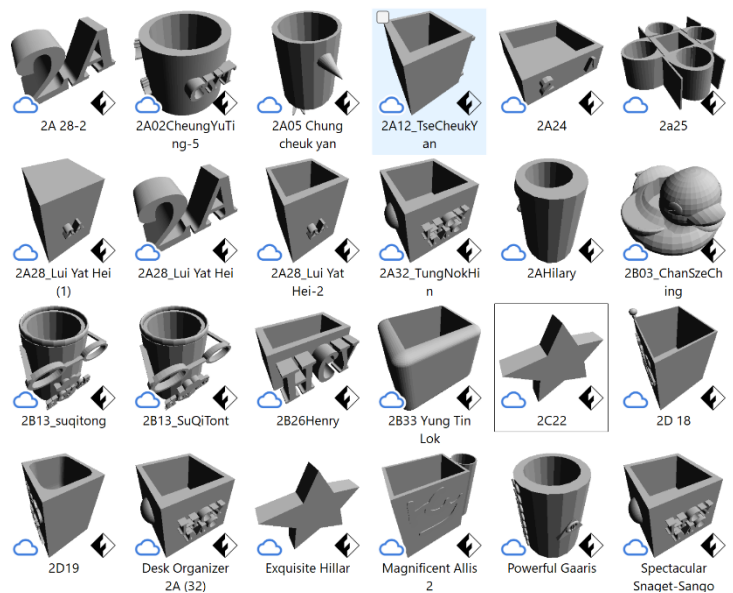 2A 28-2
2A02CheungYuTi
ng-5
2A05 Chung
cheuk yan
2A12_TseCheukY
an
2A24
2a25
2A28_Lui Yat Hei
(1)
2A28_Lui Yat Hei
2A28_Lui Yat
Hei-2
2A32_TungNokHi
n
2AHilary
2B03_ChanSzeCh
ing
2B13_suqitong
2B13_SuQiTont
2B26Henry
2B33 Yung Tin
Lok
2C22
2D 18
2D19
Desk Organizer
2A (32)
Exquisite Hillar
Magnificent Allis
2
Powerful Gaaris
Spectacular
Snaget-Sango